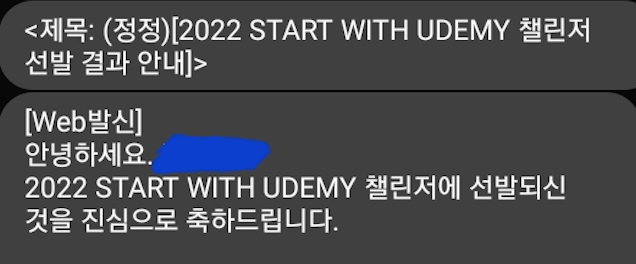 <제목: (정정)[2022 START WITH UDEMY 챌린저
선발 결과 안내]>
[Web발신]
안녕하세요.
2022 START WITH UDEMY 챌린저에 선발되신
것을 진심으로 축하드립니다.